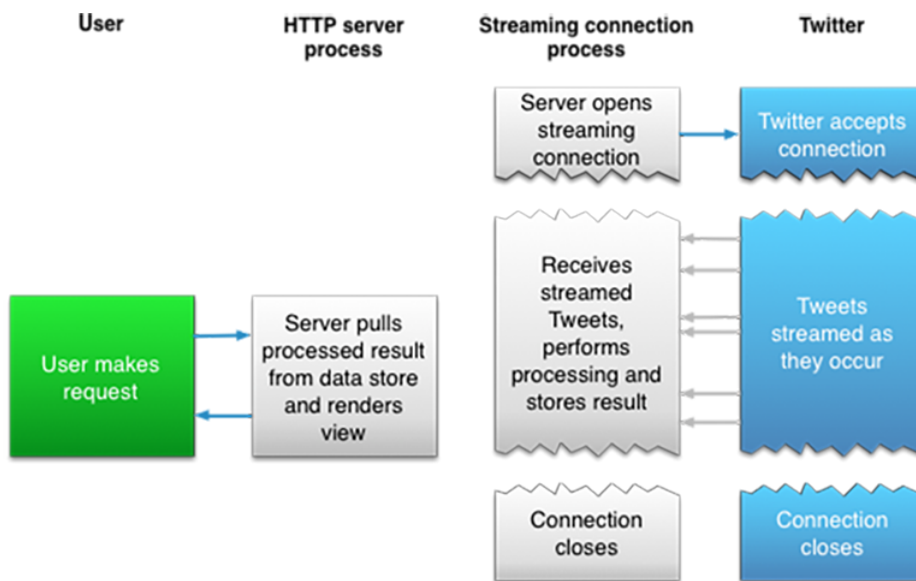 User
HTTP server
process
Streaming connection
process
Twitter
Server opens
streaming
connection
Twitter accepts
connection
User makes
request
Server pulls
processed result
from data store
and renders
view
Receives
streamed
Tweets,
performs
processing and
stores result
Tweets
streamed as
they occur
Connection
closes
Connection
closes